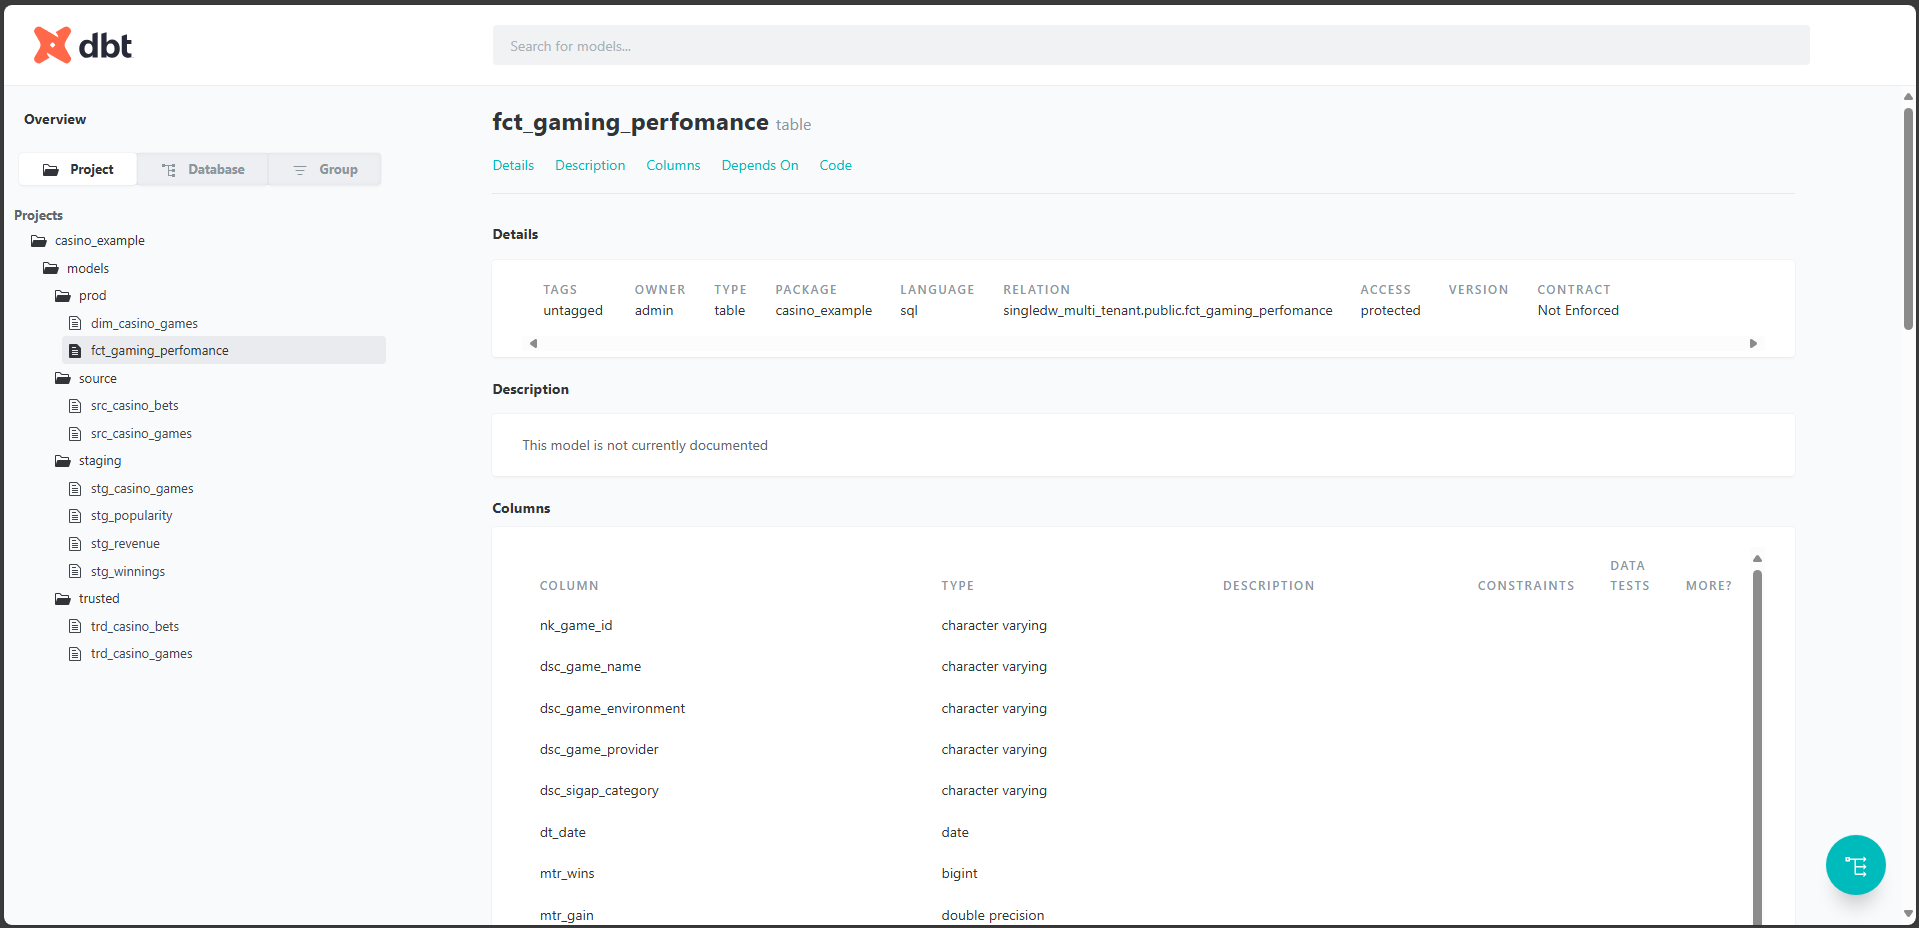 dbt
Search for models...
Overview
Project Database Group
Projects
casino_example
models
prod
dim_casino_games
fct_gaming_perfomance
source
src_casino_bets
src_casino_games
staging
stg_casino_games
stg_popularity
stg_revenue
stg_winnings
trusted
trd_casino_bets
trd_casino_games
fct_gaming_perfomance table
Details Description Columns Depends On Code
Details
TAGS OWNER TYPE PACKAGE LANGUAGE RELATION ACCESS VERSION CONTRACT
untagged admin table casino_example sql singledw_multi_tenant.public.fct_gaming_perfomance protected Not Enforced
Description
This model is not currently documented
Columns
COLUMN TYPE DESCRIPTION CONSTRAINTS DATA TESTS MORE?
nk_game_id character varying
dsc_game_name character varying
dsc_game_environment character varying
dsc_game_provider character varying
dsc_sigap_category character varying
dt_date date
mtr_wins bigint
mtr_gain double precision